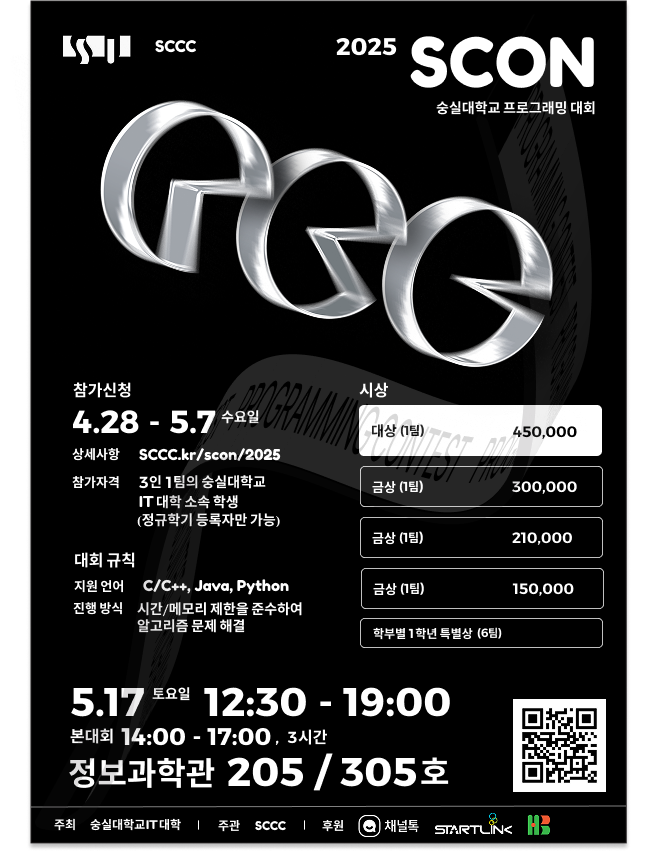 SSU
SCCC
2025 SCON
숭실대학교 프로그래밍 대회
참가신청
4.28 - 5.7 수요일
상세사항 SCCC.kr/scon/2025
참가자격 3인 1팀의 숭실대학교
IT대학 소속 학생
(정규학기 등록자만 가능)
대회 규칙
지원 언어 C/C++, Java, Python
진행 방식 시간/메모리 제한을 준수하여
알고리즘 문제 해결
시상
대상 (1팀) 450,000
금상 (1팀) 300,000
금상 (1팀) 210,000
금상 (1팀) 150,000
학부별 1학년 특별상 (6팀)
PROGRAMMING CONTEST
5.17 토요일 12:30 - 19:00
본대회 14:00 - 17:00 , 3시간
정보과학관 205 / 305호
주최 숭실대학교IT대학 | 주관 SCCC | 후원 채널톡 STARTLINK